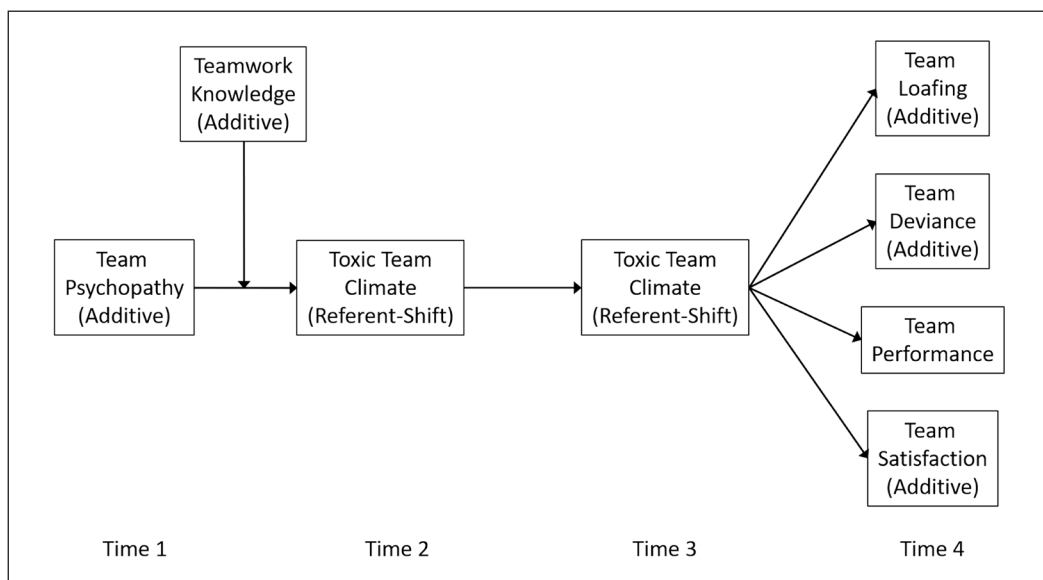 Teamwork
Knowledge
(Additive)
Team
Psychopathy
(Additive)
Toxic Team
Climate
(Referent-Shift)
Toxic Team
Climate
(Referent-Shift)
Team
Loafing
(Additive)
Team
Deviance
(Additive)
Team
Performance
Team
Satisfaction
(Additive)
Time 1
Time 2
Time 3
Time 4